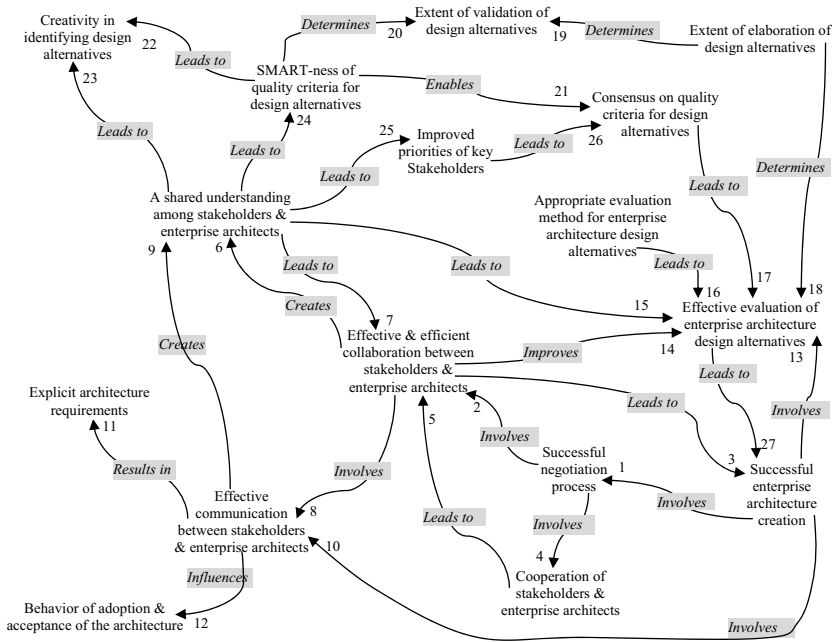 Creativity in
identifying design
alternatives
22
23
Leads to
Determines
20
Extent of validation of
design alternatives
19
Determines
Extent of elaboration of
design alternatives
SMART-ness of
quality criteria for
design alternatives
24
Enables
21
Consensus on quality
criteria for design
alternatives
Leads to
Leads to
25
Improved
priorities of key
Stakeholders
Leads to
26
Leads to
Determines
Leads to
A shared understanding
among stakeholders &
enterprise architects
9
6
Appropriate evaluation
method for enterprise
architecture design
alternatives
Leads to
Leads to
Leads to
16
17
18
15
Creates
7
Effective evaluation of
enterprise architecture
design alternatives
14
13
Effective & efficient
collaboration between
stakeholders &
enterprise architects
Improves
Creates
Leads to
Leads to
Involves
Explicit architecture
requirements
11
5
2
Involves
Successful
negotiation
process
1
3
27
Successful
enterprise
architecture
creation
Results in
Involves
Involves
Effective
communication
between stakeholders
& enterprise architects
8
10
Leads to
Involves
4
Cooperation of
stakeholders &
enterprise architects
Influences
Behavior of adoption &
acceptance of the architecture
12
Involves